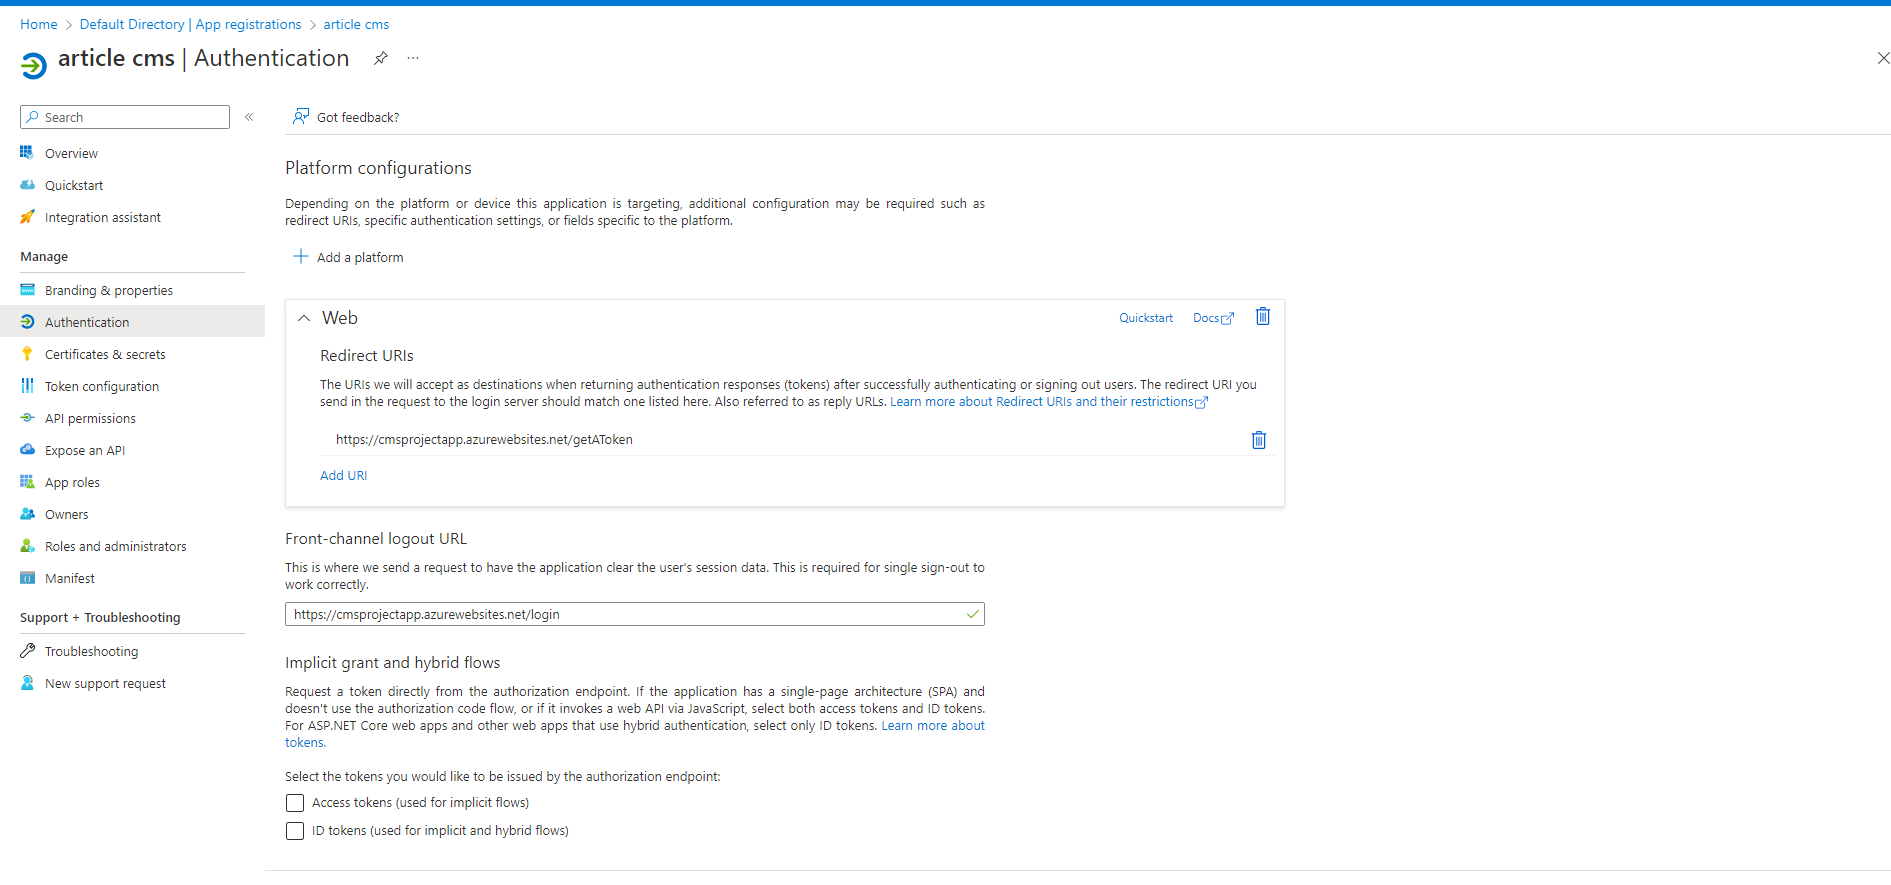 Home > Default Directory | App registrations > article cms
article cms | Authentication
Search
Overview
Quickstart
Integration assistant
Manage
Branding & properties
Authentication
Certificates & secrets
Token configuration
API permissions
Expose an API
App roles
Owners
Roles and administrators
Manifest
Support + Troubleshooting
Troubleshooting
New support request
Got feedback?
Platform configurations
Depending on the platform or device this application is targeting, additional configuration may be required such as
redirect URIs, specific authentication settings, or fields specific to the platform.
Add a platform
Web
Quickstart
Docs
Redirect URIs
The URIs we will accept as destinations when returning authentication responses (tokens) after successfully authenticating or signing out users. The redirect URI you
send in the request to the login server should match one listed here. Also referred to as reply URLs. Learn more about Redirect URIs and their restrictions
https://cmsprojectapp.azurewebsites.net/getAToken
Add URI
Front-channel logout URL
This is where we send a request to have the application clear the user's session data. This is required for single sign-out to
work correctly.
https://cmsprojectapp.azurewebsites.net/login
Implicit grant and hybrid flows
Request a token directly from the authorization endpoint. If the application has a single-page architecture (SPA) and
doesn't use the authorization code flow, or if it invokes a web API via JavaScript, select both access tokens and ID tokens.
For ASP.NET Core web apps and other web apps that use hybrid authentication, select only ID tokens. Learn more about
tokens.
Select the tokens you would like to be issued by the authorization endpoint:
Access tokens (used for implicit flows)
ID tokens (used for implicit and hybrid flows)